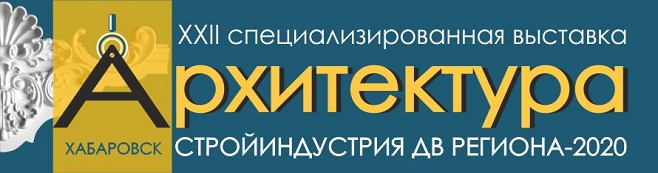 XXII специализированная выставка
Архитектура
ХАБАРОВСК
СТРОЙИНДУСТРИЯ ДВ РЕГИОНА-2020